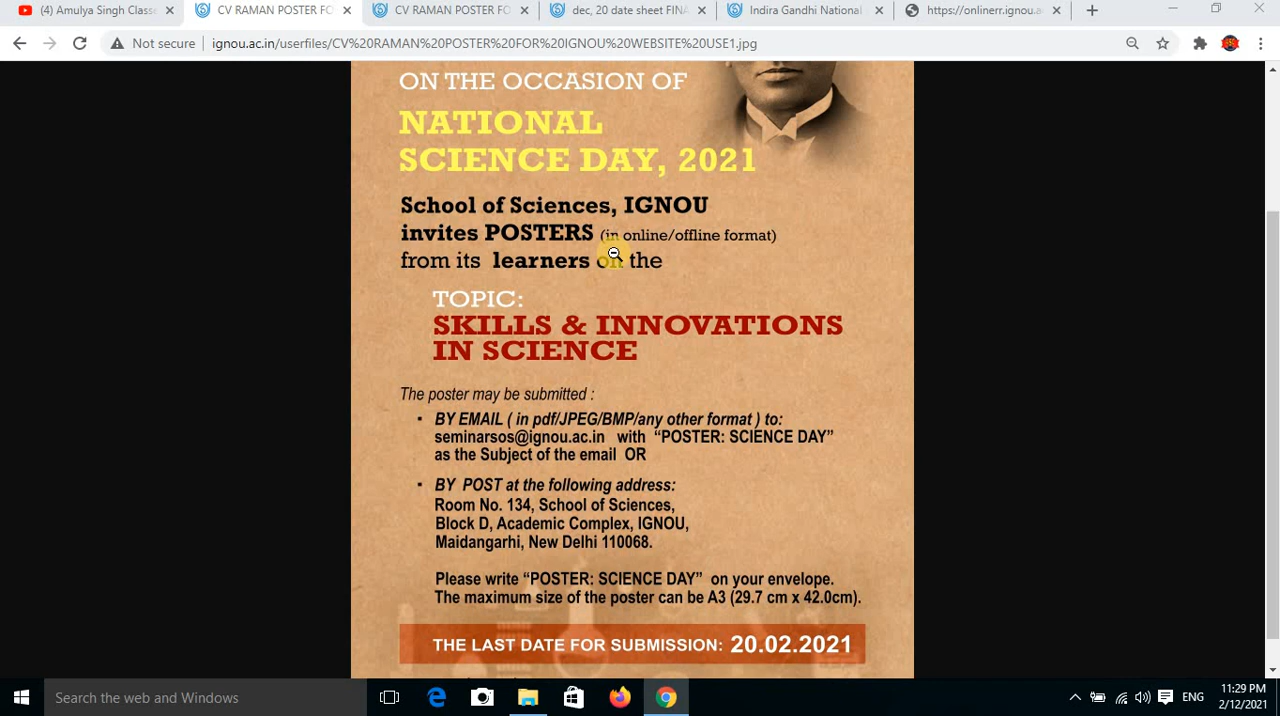 (4) Amulya Singh Classe
CV RAMAN POSTER FO
CV RAMAN POSTER FO
dec, 20 date sheet FINA
Indira Gandhi National
https://onlinerr.ignou.ac
Not secure
ignou.ac.in/userfiles/CV%20RAMAN%20POSTER%20FOR%20IGNOU%20WEBSITE%20USE1.jpg
ON THE OCCASION OF
NATIONAL
SCIENCE DAY, 2021
School of Sciences, IGNOU
invites POSTERS (in online/offline format)
from its learners on the
TOPIC:
SKILLS & INNOVATIONS
IN SCIENCE
The poster may be submitted :
▪ BY EMAIL ( in pdf/JPEG/BMP/any other format ) to:
seminarsos@ignou.ac.in with “POSTER: SCIENCE DAY”
as the Subject of the email OR
▪ BY POST at the following address:
Room No. 134, School of Sciences,
Block D, Academic Complex, IGNOU,
Maidangarhi, New Delhi 110068.
Please write “POSTER: SCIENCE DAY” on your envelope.
The maximum size of the poster can be A3 (29.7 cm x 42.0cm).
THE LAST DATE FOR SUBMISSION: 20.02.2021
Search the web and Windows
ENG
11:29 PM
2/12/2021